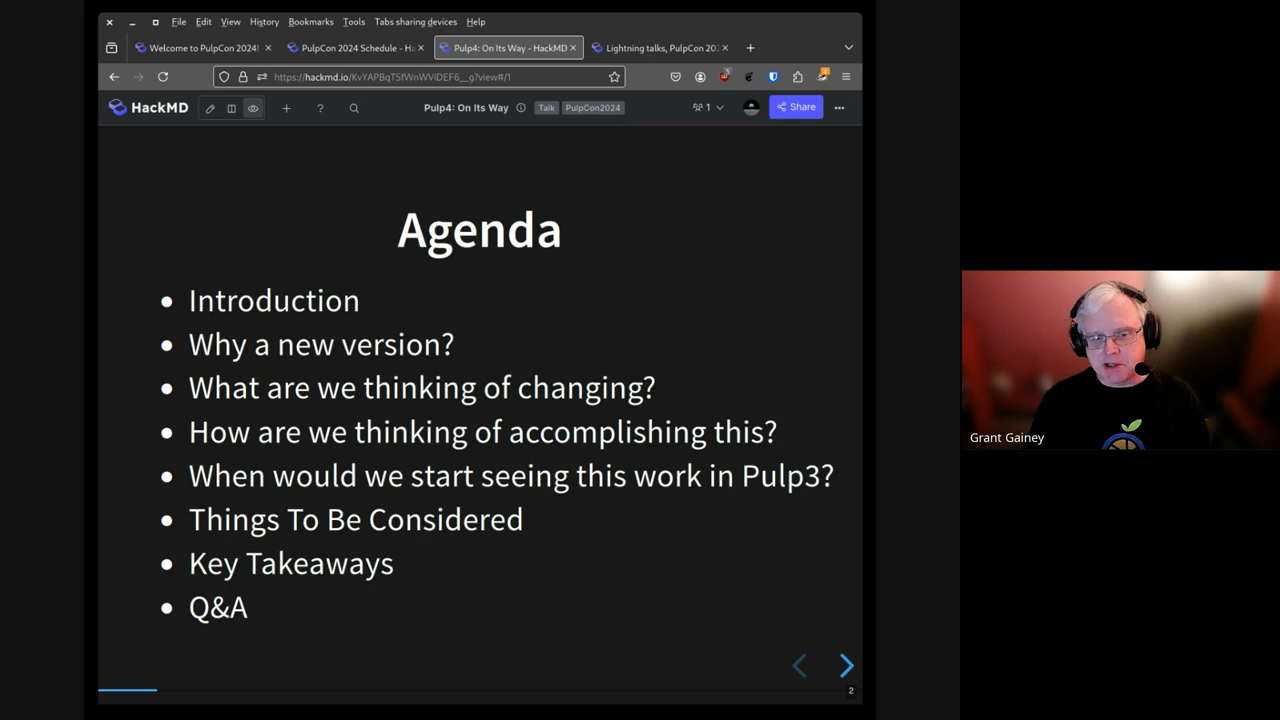 File Edit View History Bookmarks Tools Tabs sharing devices Help
Welcome to PulpCon 2024! PulpCon 2024 Schedule - Ha Pulp4: On Its Way - HackMD Lightning talks, PulpCon 202
HackMD Pulp4: On Its Way Talk PulpCon2024 1 Share
Agenda
Introduction
Why a new version?
What are we thinking of changing?
How are we thinking of accomplishing this?
When would we start seeing this work in Pulp3?
Things To Be Considered
Key Takeaways
Q&A
2
Grant Gainey